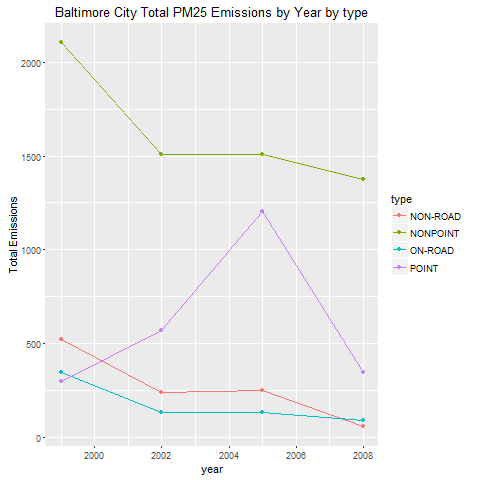 Baltimore City Total PM25 Emissions by Year by type
Total Emissions
2000
1500
1000
500
0
2000
2002
2004
2006
2008
year
type
NON-ROAD
NONPOINT
ON-ROAD
POINT